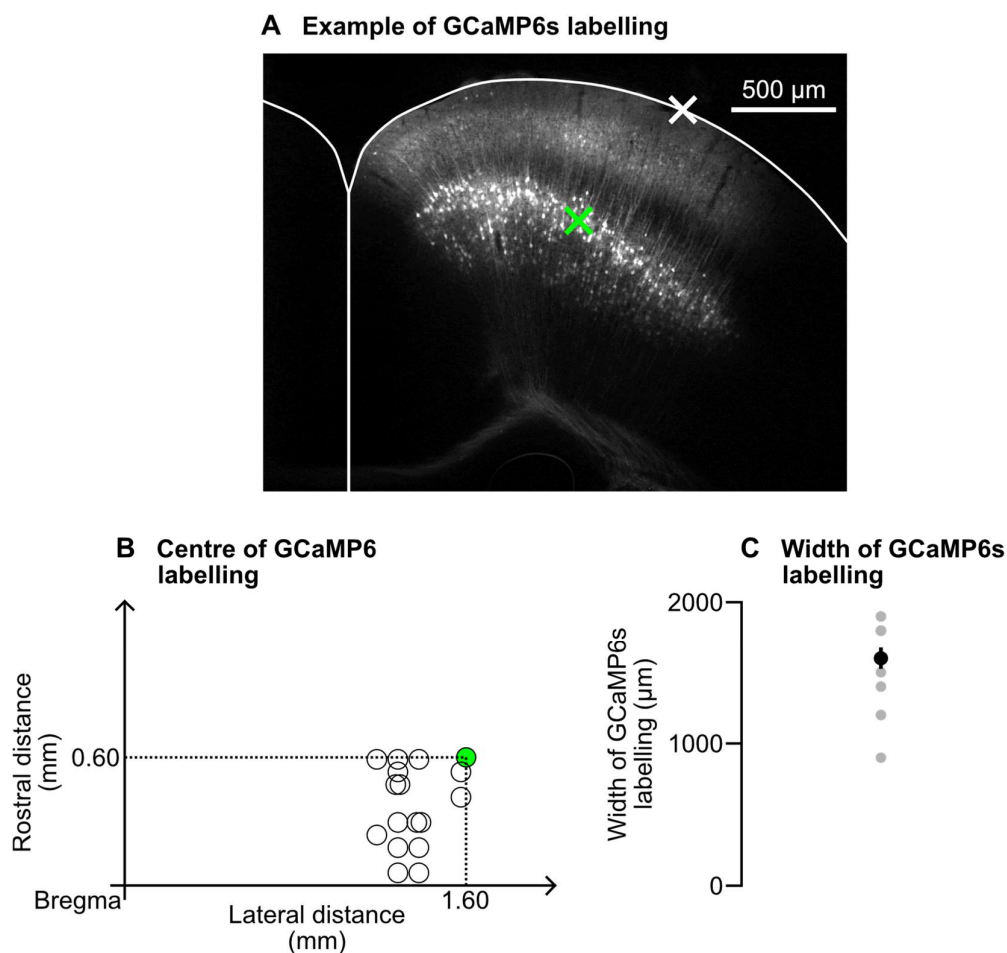 A Example of GCaMP6s labelling
500 µm
B Centre of GCaMP6
labelling
Rostral distance
(mm)
0.60
Bregma
1.60
Lateral distance
(mm)
C Width of GCaMP6s
labelling
Width of GCaMP6s
labelling (µm)
2000
1000
0